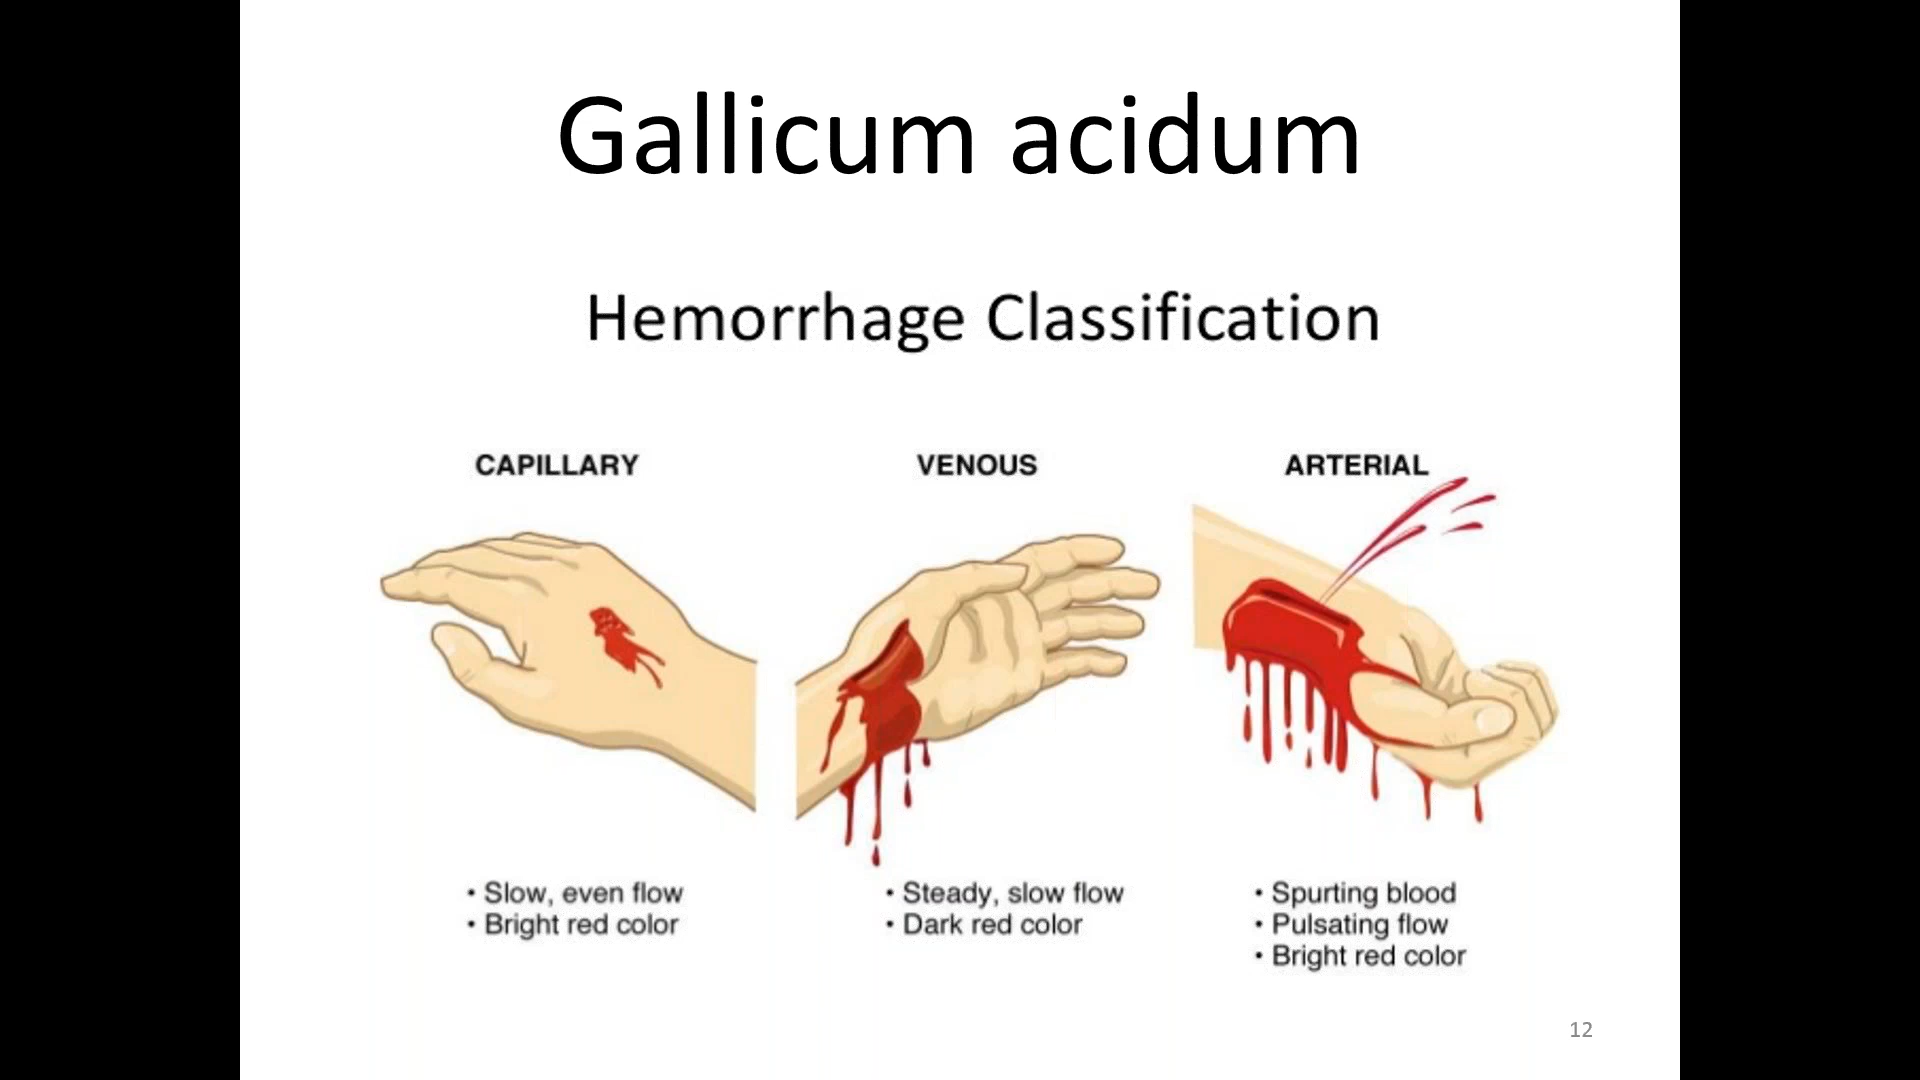 Gallicum acidum
Hemorrhage Classification
CAPILLARY
VENOUS
ARTERIAL
• Slow, even flow
• Bright red color
• Steady, slow flow
• Dark red color
• Spurting blood
• Pulsating flow
• Bright red color
12